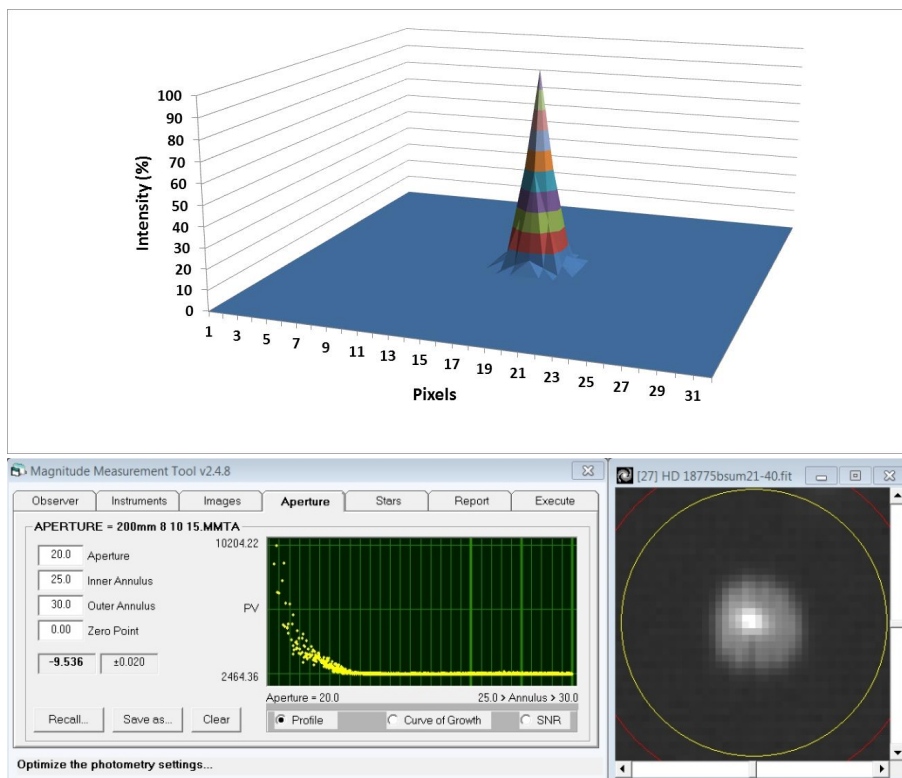 100
90
80
70
60
50
40
30
20
10
0
Intensity (%)
1 3 5 7 9 11 13 15 17 19 21 23 25 27 29 31
Pixels
Magnitude Measurement Tool v2.4.8
Observer Instruments Images Aperture Stars Report Execute
APERTURE = 200mm 8 10 15.MMTA
20.0 Aperture
25.0 Inner Annulus
30.0 Outer Annulus
0.00 Zero Point
-9.536 ±0.020
10204.22
PV
2464.36
Aperture = 20.0 25.0 > Annulus > 30.0
Recall... Save as... Clear
Profile Curve of Growth SNR
Optimize the photometry settings...
[27] HD 18775bsum21-40.fit